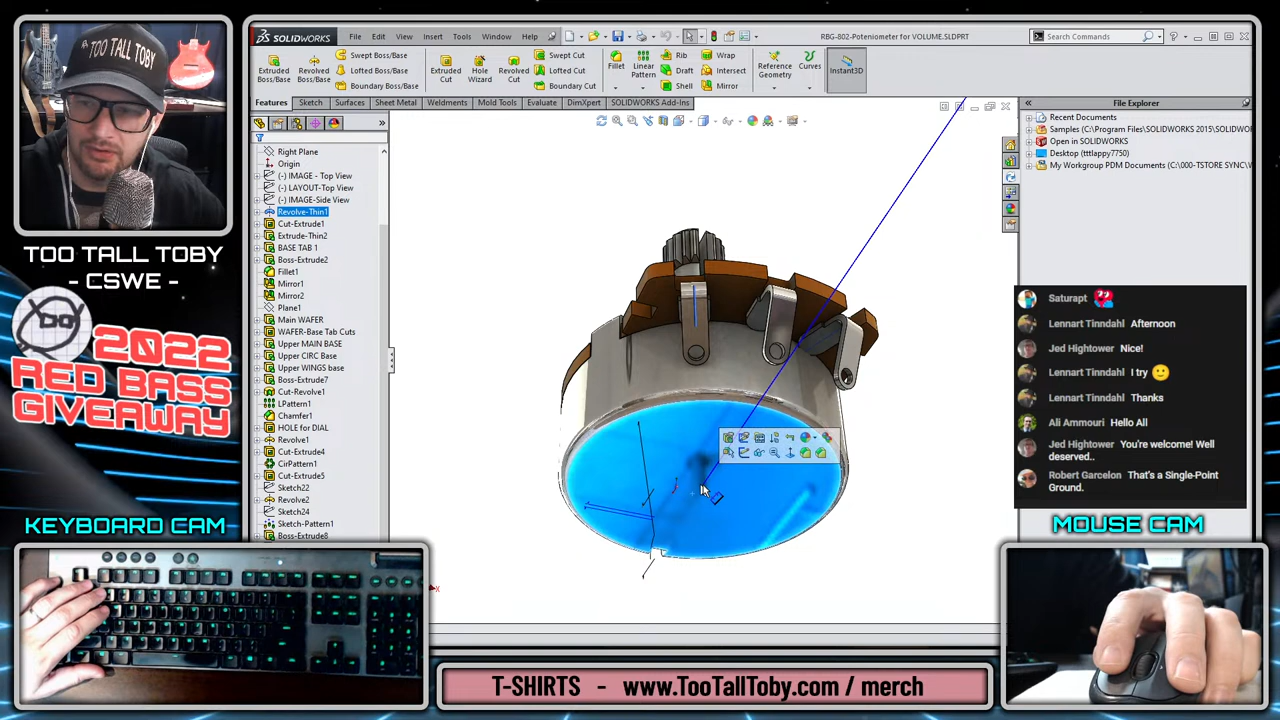 TOO TALL TOBY
TOO TALL TOBY
- CSWE -
2022
RED BASS
GIVEAWAY
KEYBOARD CAM
SOLIDWORKS
File
Edit
View
Insert
Tools
Window
Help
RBG-802-Poteniometer for VOLUME.SLDPRT
Search Commands
Extruded Boss/Base
Revolved Boss/Base
Swept Boss/Base
Lofted Boss/Base
Boundary Boss/Base
Extruded Cut
Hole Wizard
Revolved Cut
Swept Cut
Lofted Cut
Boundary Cut
Fillet
Linear Pattern
Rib
Draft
Shell
Wrap
Intersect
Mirror
Reference Geometry
Curves
Instant3D
Features
Sketch
Surfaces
Sheet Metal
Weldments
Mold Tools
Evaluate
DimXpert
SOLIDWORKS Add-Ins
Right Plane
Origin
(-) IMAGE - Top View
(-) LAYOUT-Top View
(-) IMAGE-Side View
Revolve-Thin1
Cut-Extrude1
Extrude-Thin2
BASE TAB 1
Boss-Extrude2
Fillet1
Mirror1
Mirror2
Plane1
Main WAFER
WAFER-Base Tab Cuts
Upper MAIN BASE
Upper CIRC Base
Upper WINGS base
Boss-Extrude7
Cut-Revolve1
LPattern1
Chamfer1
HOLE for DIAL
Revolve1
Cut-Extrude4
CirPattern1
Cut-Extrude5
Sketch22
Revolve2
Sketch24
Sketch-Pattern1
Boss-Extrude8
X
File Explorer
Recent Documents
Samples (C:\Program Files\SOLIDWORKS 2015\SOLIDWO
Open in SOLIDWORKS
Desktop (tttlappy7750)
My Workgroup PDM Documents (C:\000-TSTORE SYNC\W
Saturapt
Lennart Tinndahl Afternoon
Jed Hightower Nice!
Lennart Tinndahl I try
Lennart Tinndahl Thanks
Ali Ammouri Hello All
Jed Hightower You're welcome! Well
deserved..
Robert Garcelon That's a Single-Point
Ground.
MOUSE CAM
T-SHIRTS - www.TooTallToby.com / merch